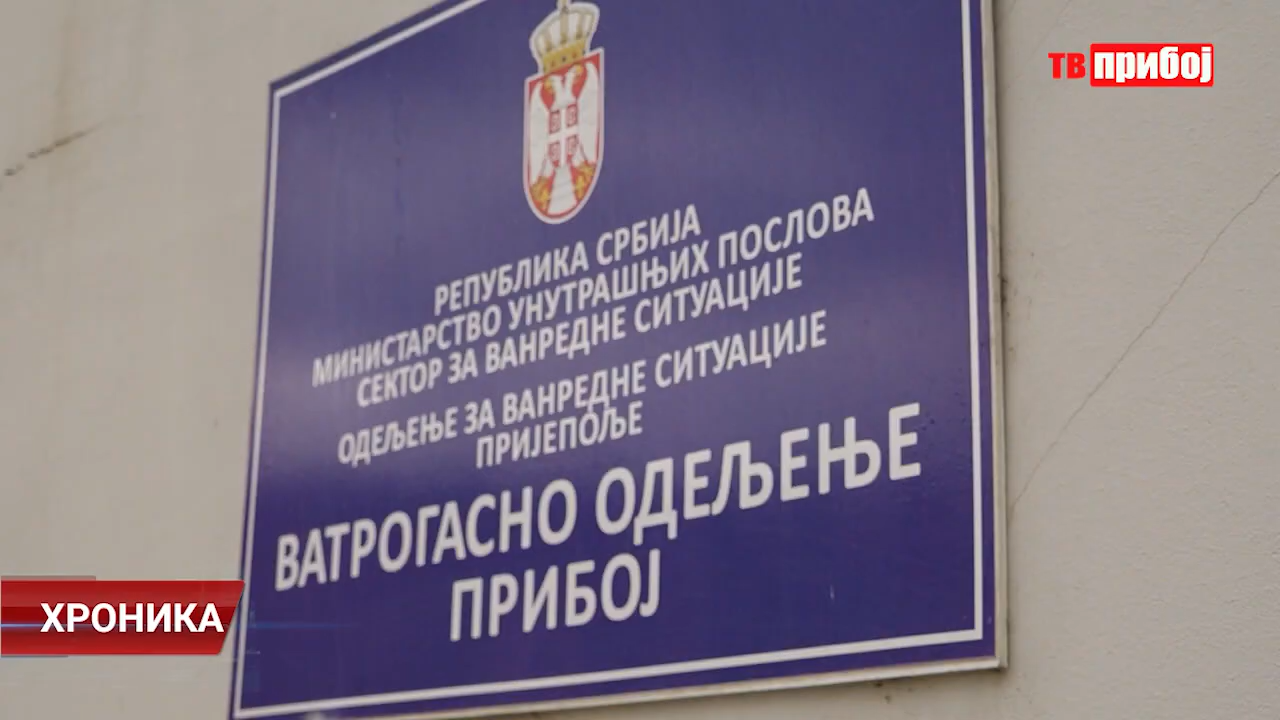 ТВ прибој
РЕПУБЛИКА СРБИЈА
МИНИСТАРСТВО УНУТРАШЊИХ ПОСЛОВА
СЕКТОР ЗА ВАНРЕДНЕ СИТУАЦИЈЕ
ОДЕЉЕЊЕ ЗА ВАНРЕДНЕ СИТУАЦИЈЕ
ПРИЈЕПОЉЕ
ВАТРОГАСНО ОДЕЉЕЊЕ
ПРИБОЈ
ХРОНИКА